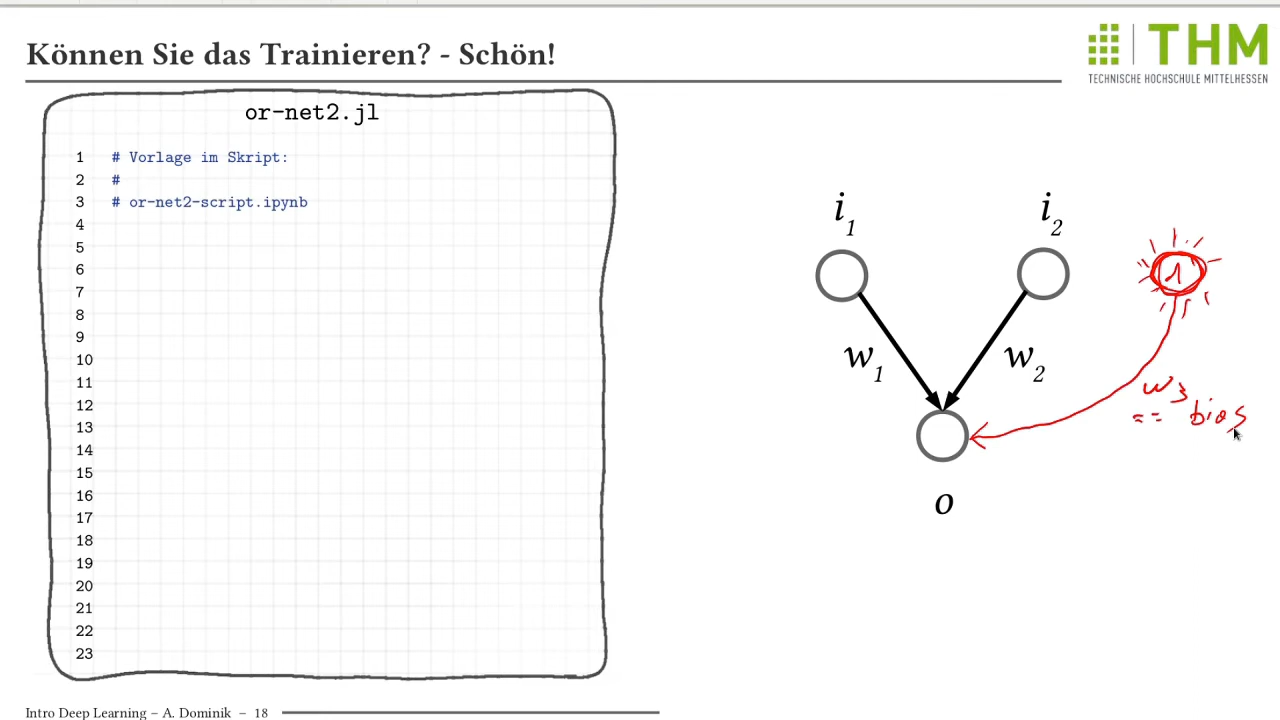 Können Sie das Trainieren? - Schön!
THM
TECHNISCHE HOCHSCHULE MITTELHESSEN
or-net2.jl
1 # Vorlage im Skript:
2 #
3 # or-net2-script.ipynb
4
5
6
7
8
9
10
11
12
13
14
15
16
17
18
19
20
21
22
23
i1 i2
1
w1 w2
w3
== bias
o
Intro Deep Learning – A. Dominik – 18